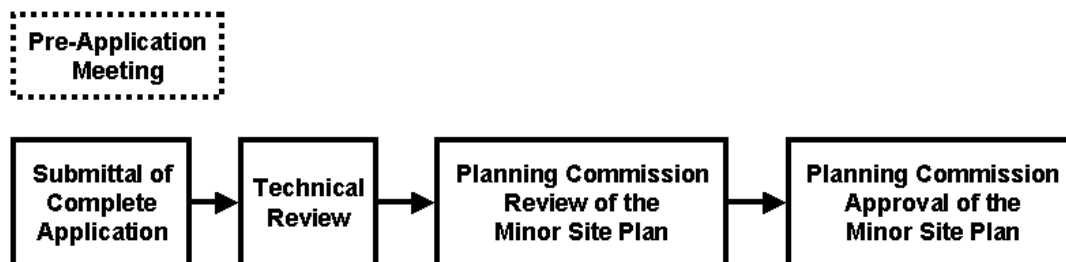 Pre-Application
Meeting
Submittal of
Complete
Application
Technical
Review
Planning Commission
Review of the
Minor Site Plan
Planning Commission
Approval of the
Minor Site Plan